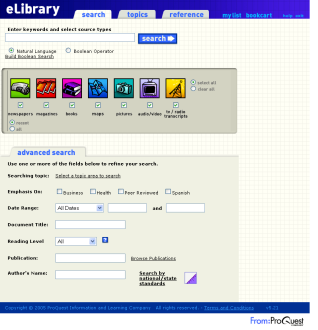 eLibrary
search topics reference
my list bookcart help exit
Enter keywords and select source types
search
Natural Language Boolean Operator
Build Boolean Search
newspapers magazines books maps pictures audio/video tv / radio transcripts
select all
clear all
recent
all
advanced search
Use one or more of the fields below to refine your search.
Searching topic: Select a topic area to search
Emphasis On: Business Health Peer Reviewed Spanish
Date Range: All Dates and
Document Title:
Reading Level All ?
Publication: Browse Publications
Author's Name: Search by
national/state
standards
Copyright © 2005 ProQuest Information and Learning Company. All rights reserved. - Terms and Conditions
From:ProQuest